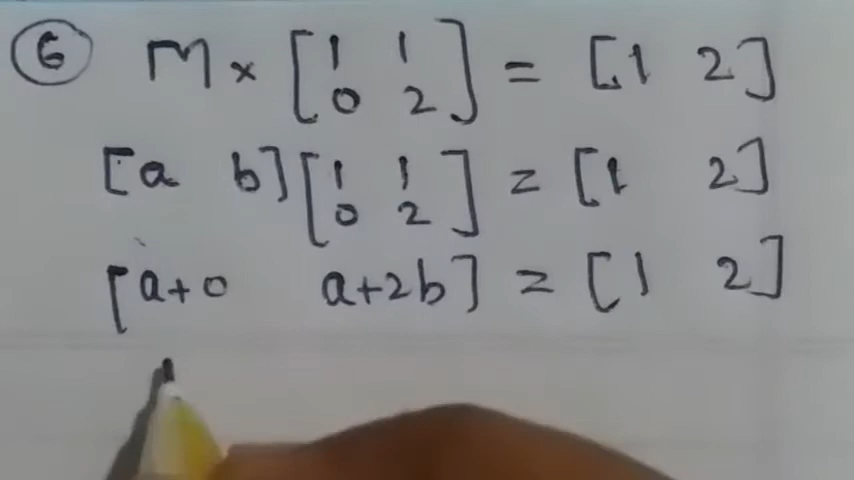 6 M × [1 1 0 2] = [1 2]
[a b] [1 1 0 2] = [1 2]
[a+0 a+2b] = [1 2]